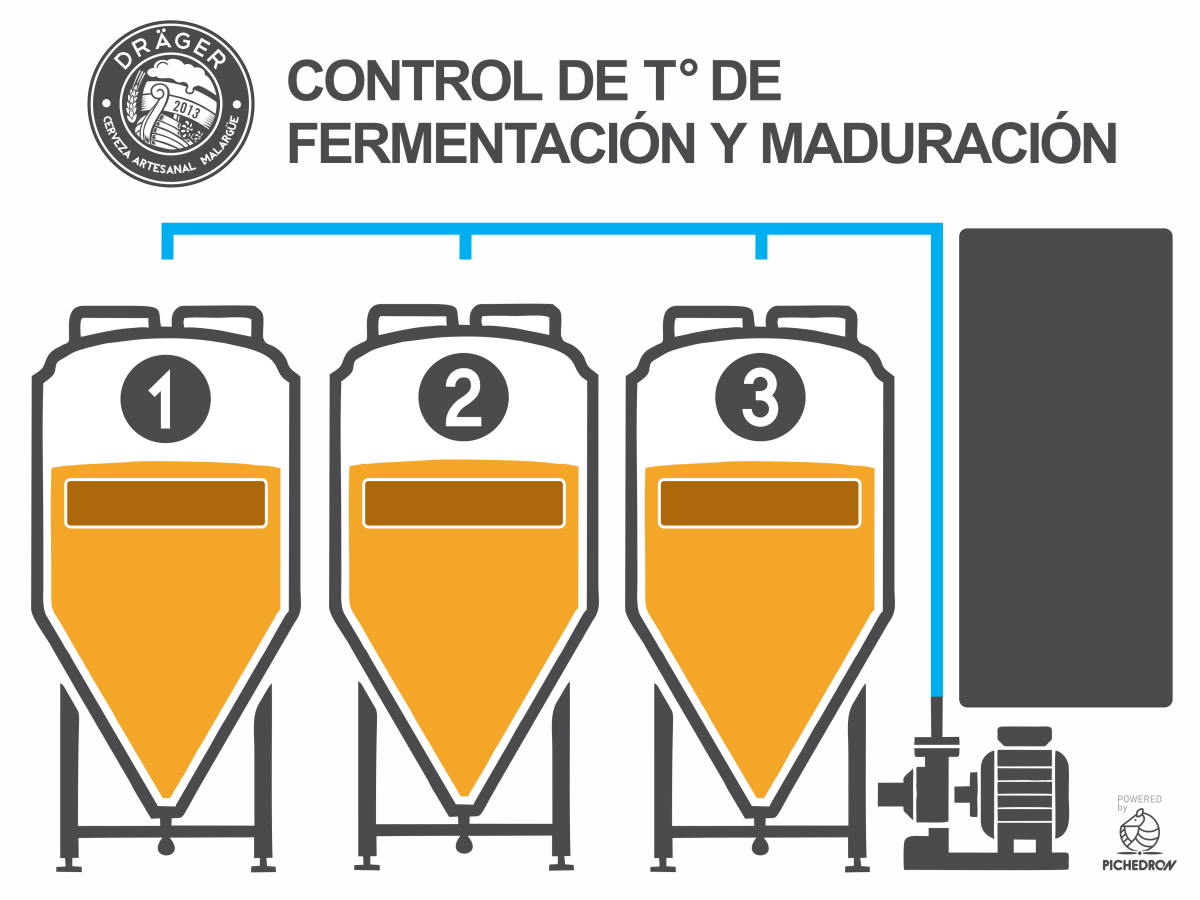 DRÄGER
2013
CERVEZA ARTESANAL MALARGÜE
CONTROL DE T° DE
FERMENTACIÓN Y MADURACIÓN
1
2
3
POWERED
by
PICHEDRON